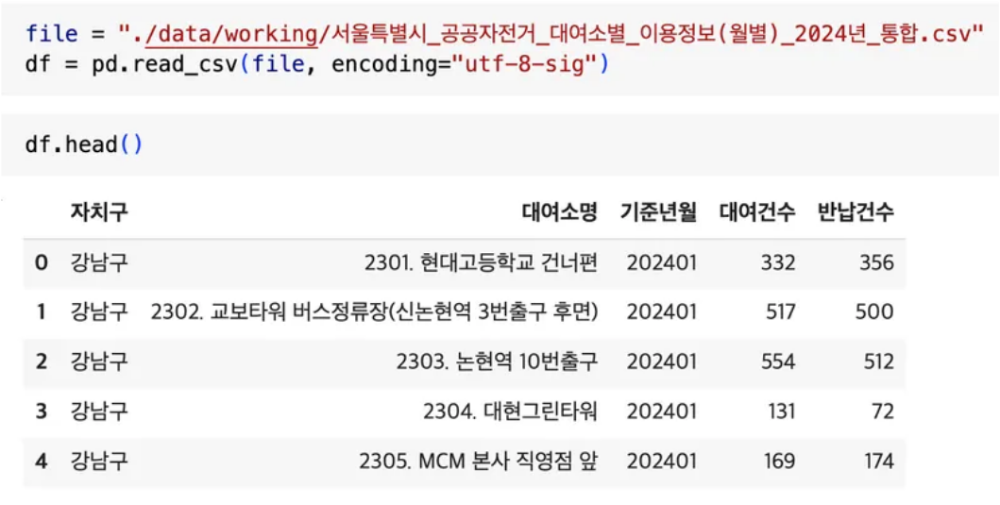 file = "./data/working/서울특별시_공공자전거_대여소별_이용정보(월별)_2024년_통합.csv"
df = pd.read_csv(file, encoding="utf-8-sig")
df.head()
자치구 대여소명 기준년월 대여건수 반납건수
0 강남구 2301. 현대고등학교 건너편 202401 332 356
1 강남구 2302. 교보타워 버스정류장(신논현역 3번출구 후면) 202401 517 500
2 강남구 2303. 논현역 10번출구 202401 554 512
3 강남구 2304. 대현그린타워 202401 131 72
4 강남구 2305. MCM 본사 직영점 앞 202401 169 174